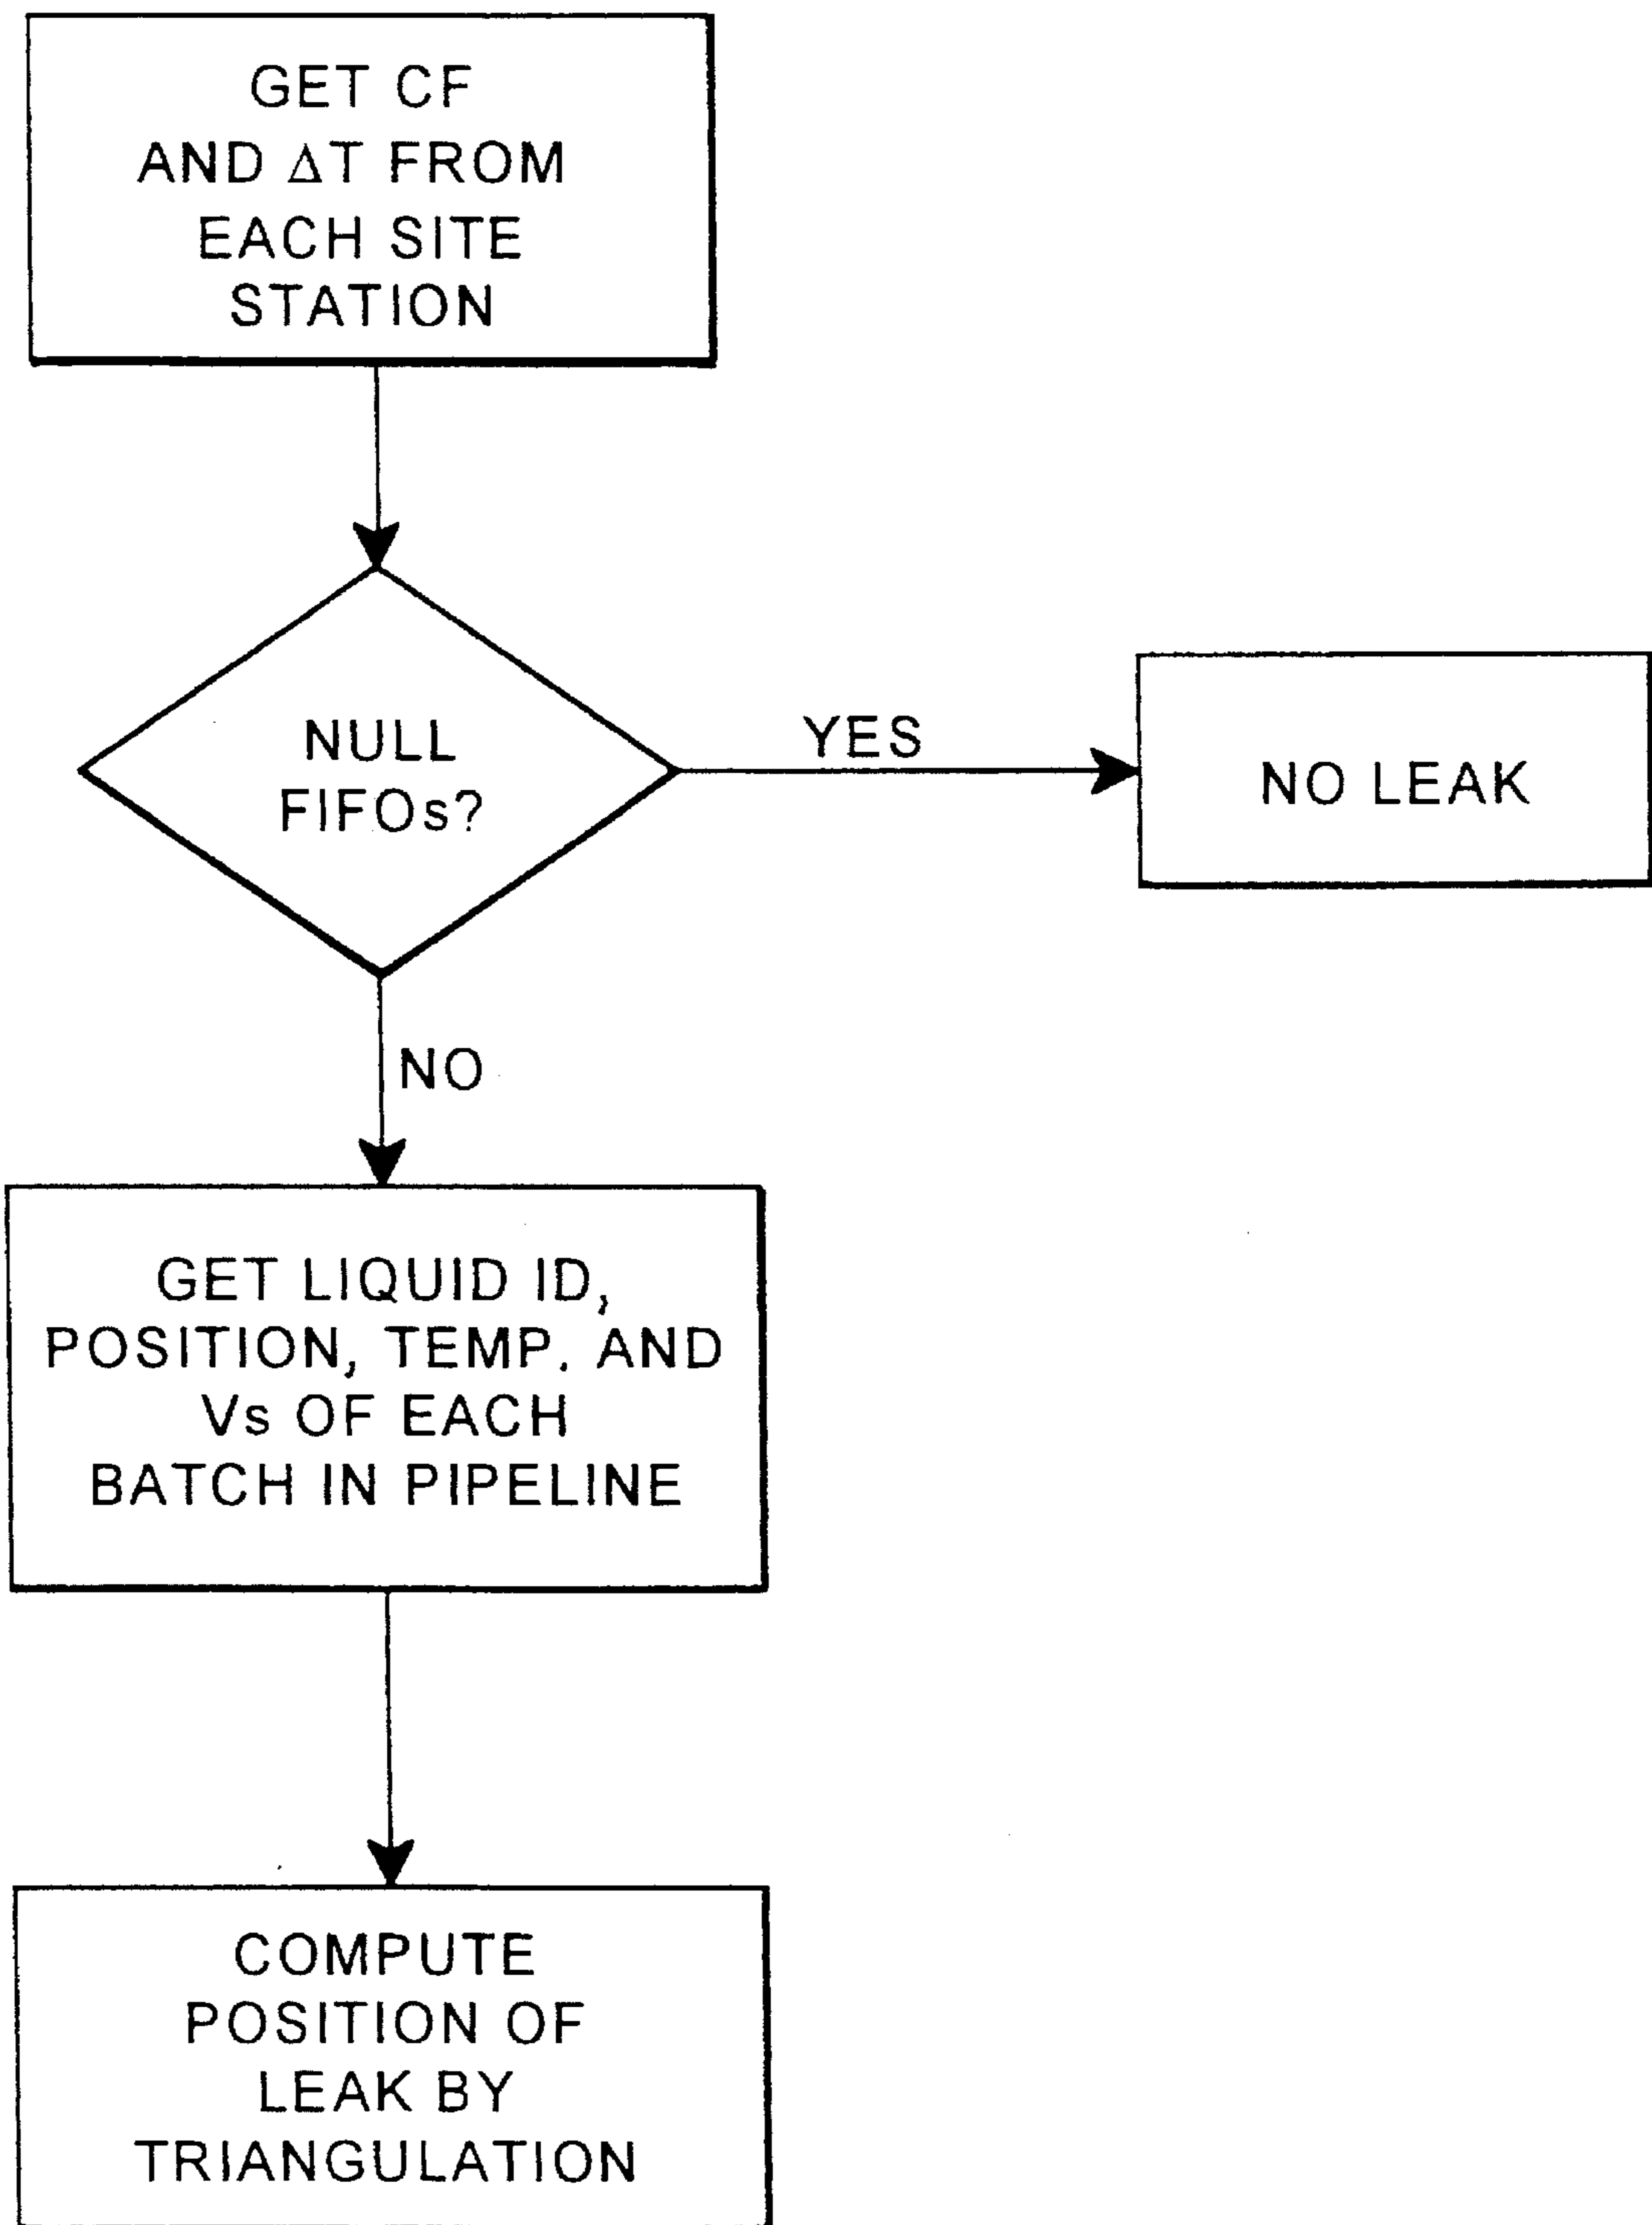 GET CF
AND ΔT FROM
EACH SITE
STATION
NULL
FIFOs?
YES
NO LEAK
NO
GET LIQUID ID,
POSITION, TEMP. AND
Vs OF EACH
BATCH IN PIPELINE
COMPUTE
POSITION OF
LEAK BY
TRIANGULATION